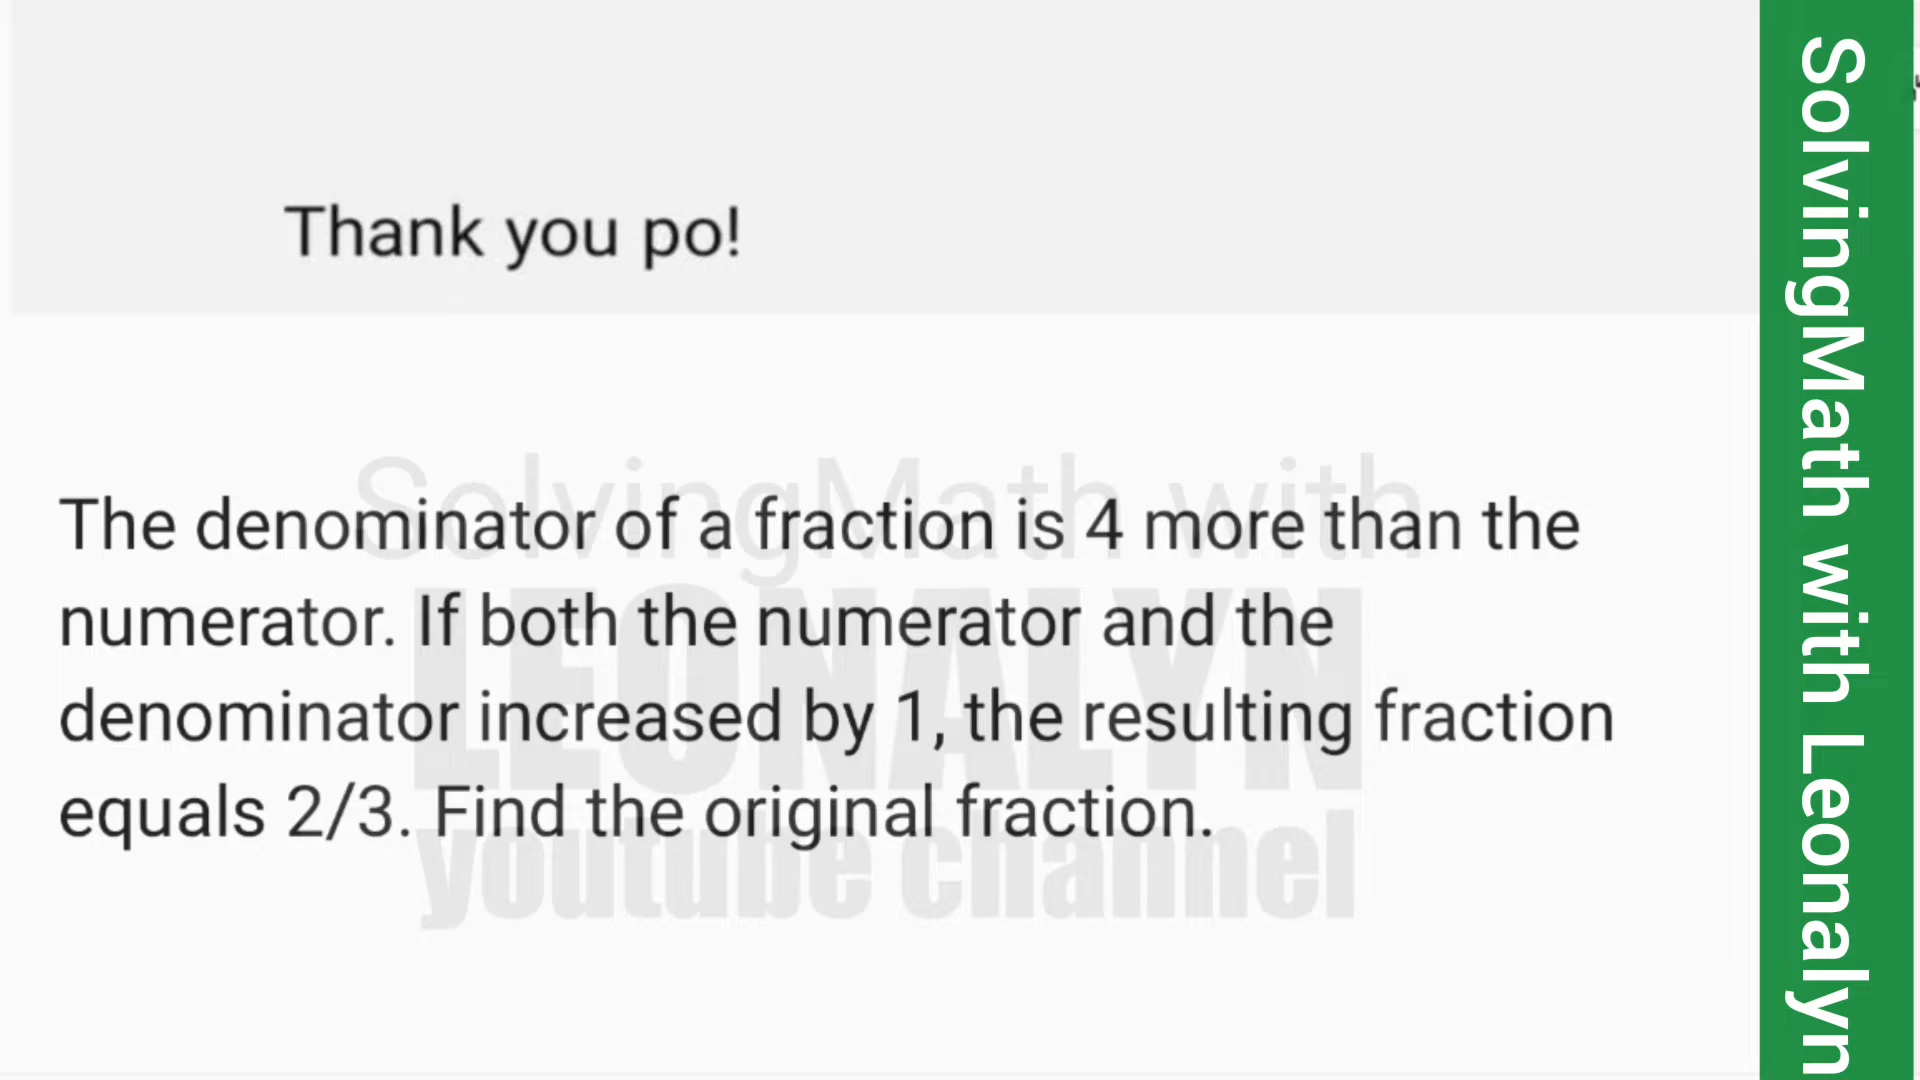 Thank you po!
The denominator of a fraction is 4 more than the
numerator. If both the numerator and the
denominator increased by 1, the resulting fraction
equals 2/3. Find the original fraction.
SolvingMath with
LEONALYN
youtube channel
SolvingMath with Leonalyn